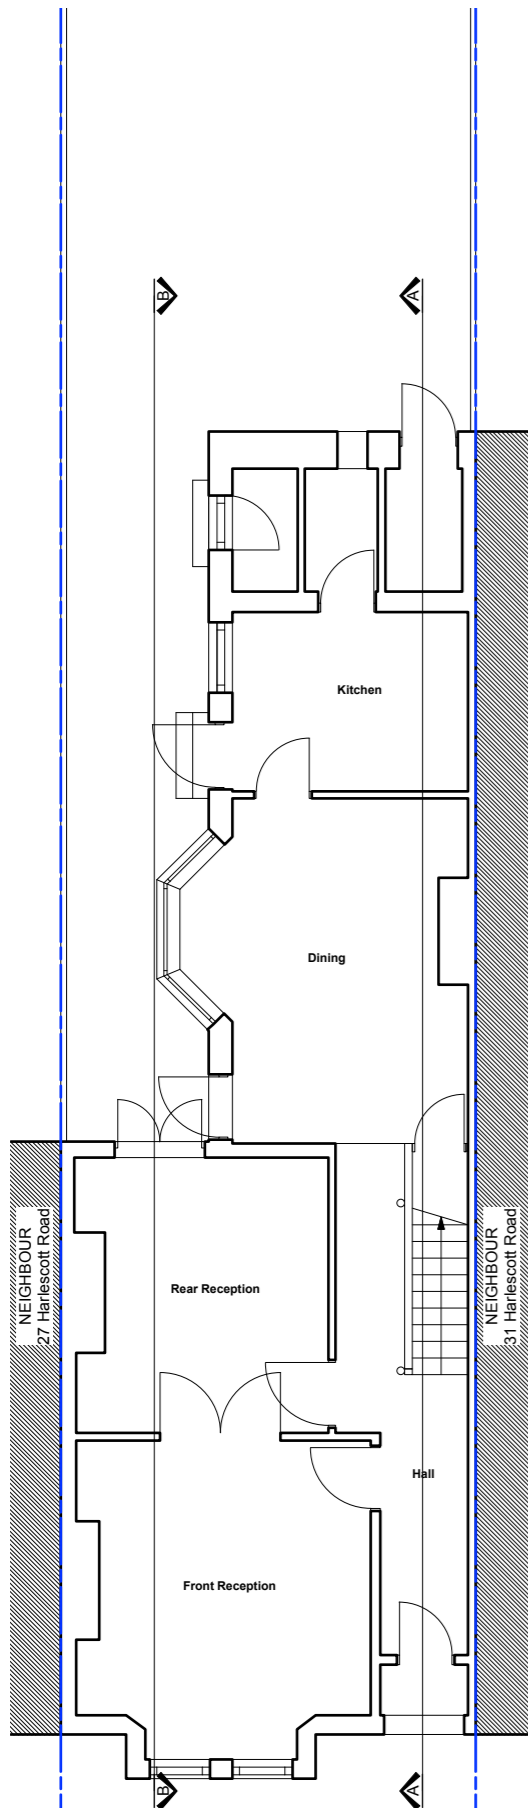 B
A
Kitchen
Dining
NEIGHBOUR
27 Harlescott Road
Rear Reception
NEIGHBOUR
31 Harlescott Road
Hall
Front Reception
B
A